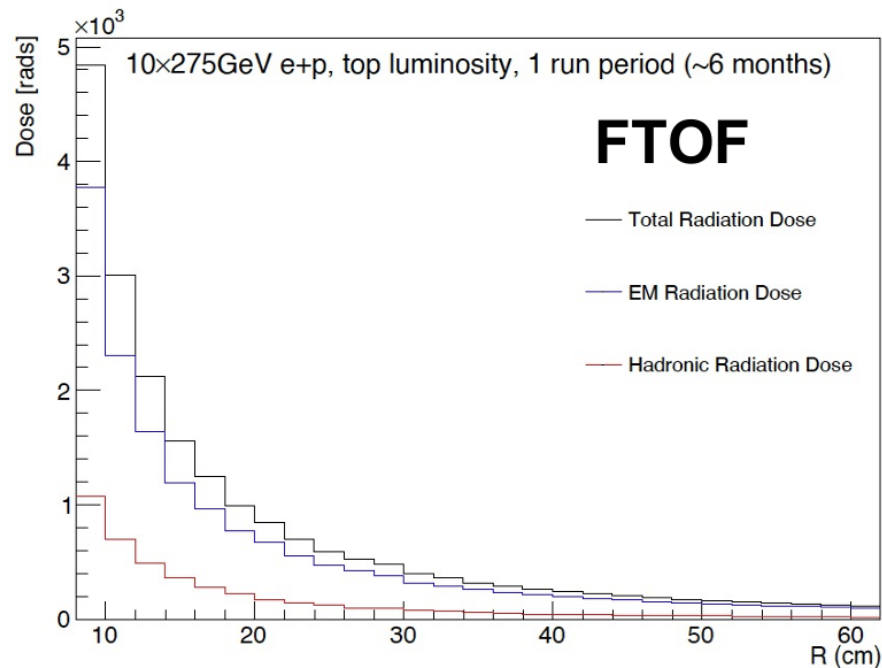 ×10³
10×275GeV e+p, top luminosity, 1 run period (~6 months)
FTOF
Total Radiation Dose
EM Radiation Dose
Hadronic Radiation Dose
Dose [rads]
5
4
3
2
1
0
10 20 30 40 50 60
R (cm)